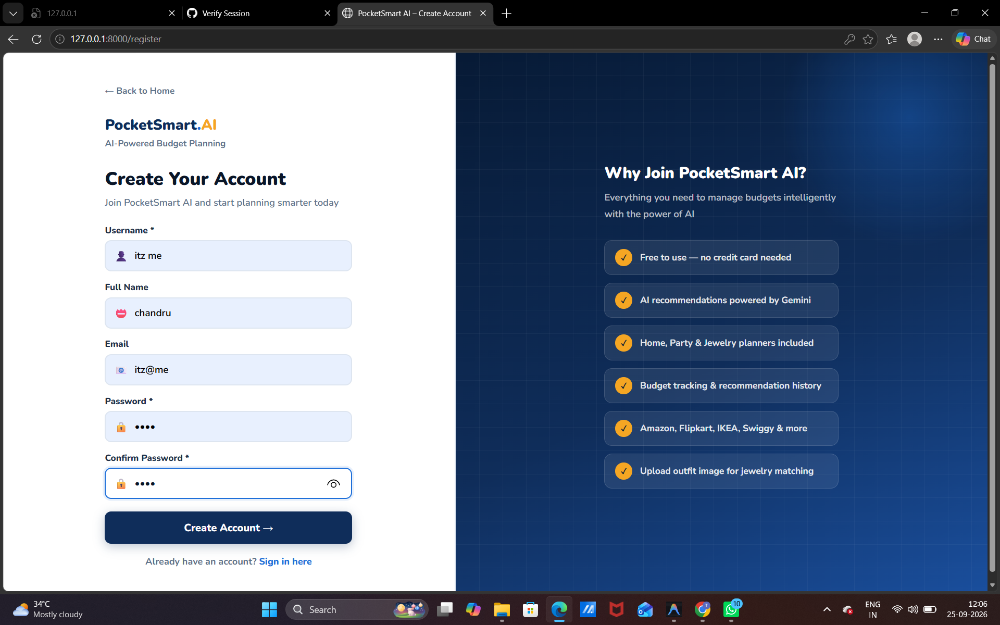 127.0.0.1
Verify Session
PocketSmart AI – Create Account
127.0.0.1:8000/register
Chat
← Back to Home
PocketSmart.AI
AI-Powered Budget Planning
Create Your Account
Join PocketSmart AI and start planning smarter today
Username *
itz me
Full Name
chandru
Email
itz@me
Password *
••••
Confirm Password *
••••
Create Account →
Already have an account? Sign in here
Why Join PocketSmart AI?
Everything you need to manage budgets intelligently
with the power of AI
✓ Free to use — no credit card needed
✓ AI recommendations powered by Gemini
✓ Home, Party & Jewelry planners included
✓ Budget tracking & recommendation history
✓ Amazon, Flipkart, IKEA, Swiggy & more
✓ Upload outfit image for jewelry matching
34°C
Mostly cloudy
Search
10
ENG
IN
12:06
25-09-2026